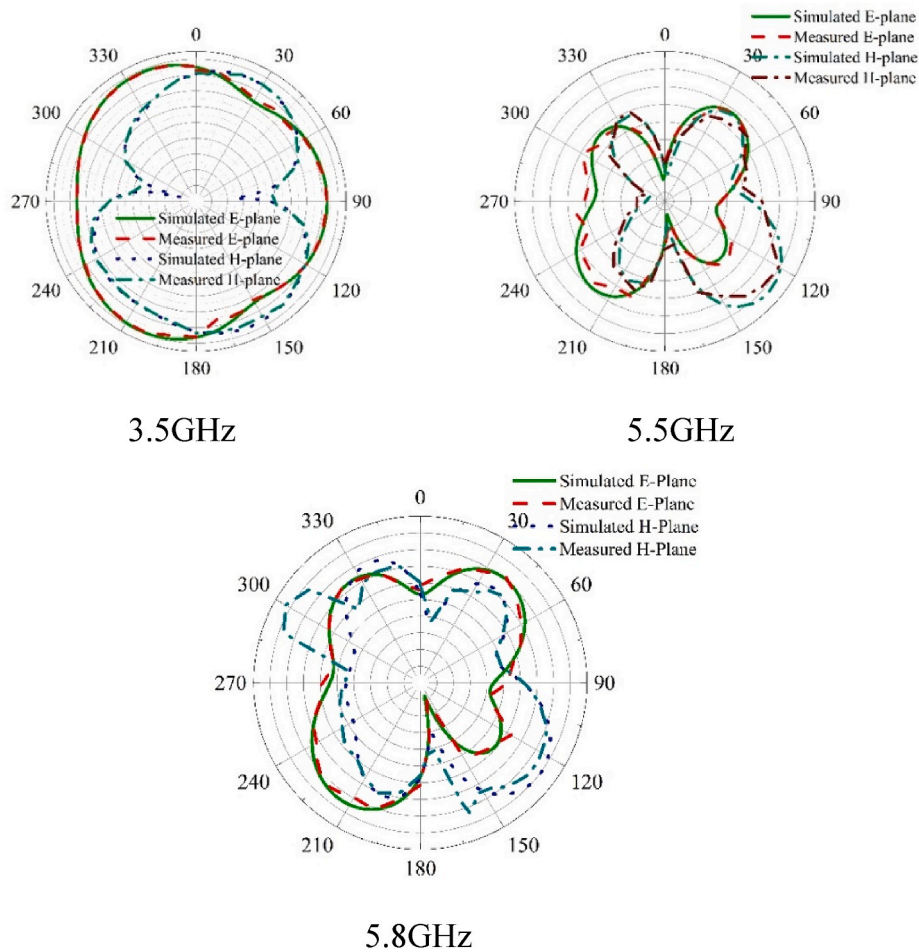 0
30
60
90
120
150
180
210
240
270
300
330
Simulated E-plane
Measured E-plane
Simulated H-plane
Measured H-plane
3.5GHz
Simulated E-plane
Measured E-plane
Simulated H-plane
Measured H-plane
0
30
60
90
120
150
180
210
240
270
300
330
5.5GHz
Simulated E-Plane
Measured E-Plane
Simulated H-Plane
Measured H-Plane
0
30
60
90
120
150
180
210
240
270
300
330
5.8GHz